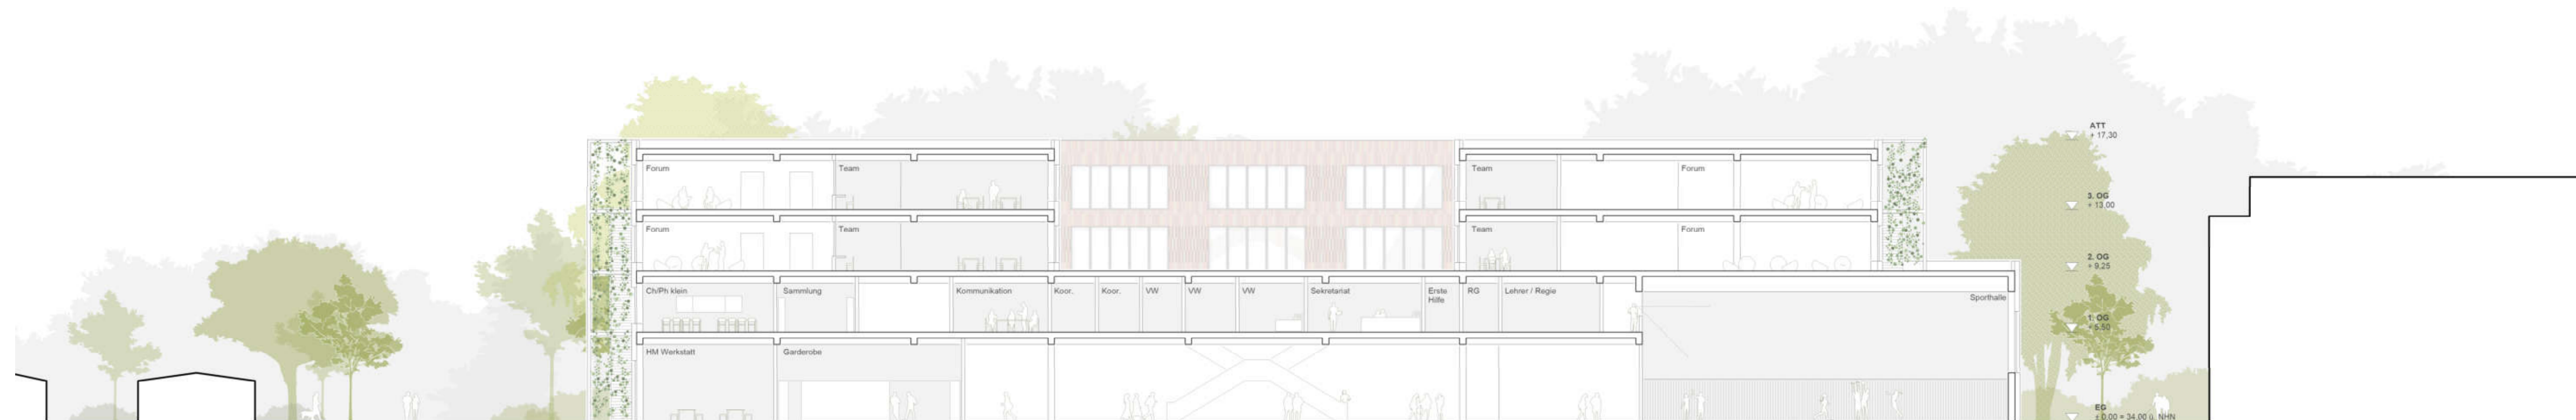 ATT
+ 17,30
Forum
Team
Team
Forum
3. OG
+ 13,00
Forum
Team
Team
Forum
2. OG
+ 9,25
Ch/Ph klein
Sammlung
Kommunikation
Koor.
Koor.
VW
VW
VW
Sekretariat
Erste
Hilfe
RG
Lehrer / Regie
Sporthalle
1. OG
+ 5,50
HM Werkstatt
Garderobe
EG
± 0,00 = 34,00 ü. NHN